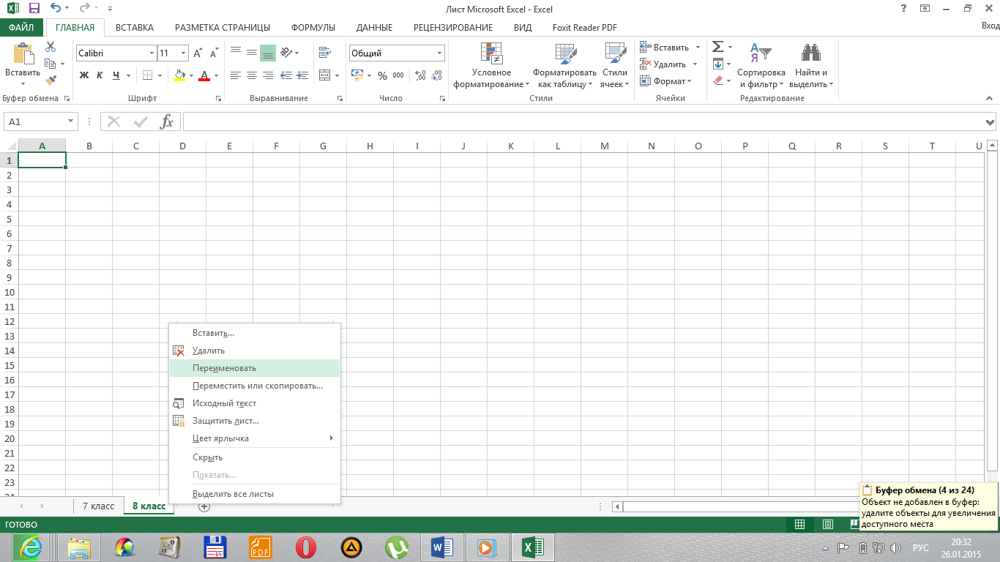 Лист Microsoft Excel - Excel
?
ФАЙЛ ГЛАВНАЯ ВСТАВКА РАЗМЕТКА СТРАНИЦЫ ФОРМУЛЫ ДАННЫЕ РЕЦЕНЗИРОВАНИЕ ВИД Foxit Reader PDF Вход
Вставить
Буфер обмена
Calibri 11
Ж К Ч
Шрифт
Выравнивание
Общий
% 000
Число
Условное форматирование
Форматировать как таблицу
Стили ячеек
Стили
Вставить
Удалить
Формат
Ячейки
Сортировка и фильтр
Найти и выделить
Редактирование
A1 fx
A B C D E F G H I J K L M N O P Q R S T U
1
2
3
4
5
6
7
8
9
10
11
12
13
14
15
16
17
18
19
20
21
22
23
24
Вставить...
Удалить
Переименовать
Переместить или скопировать...
Исходный текст
Защитить лист...
Цвет ярлычка
Скрыть
Показать...
Выделить все листы
7 класс 8 класс
Буфер обмена (4 из 24)
Объект не добавлен в буфер:
удалите объекты для увеличения
доступного места
ГОТОВО
64
PDF
РУС
20:32
26.01.2015